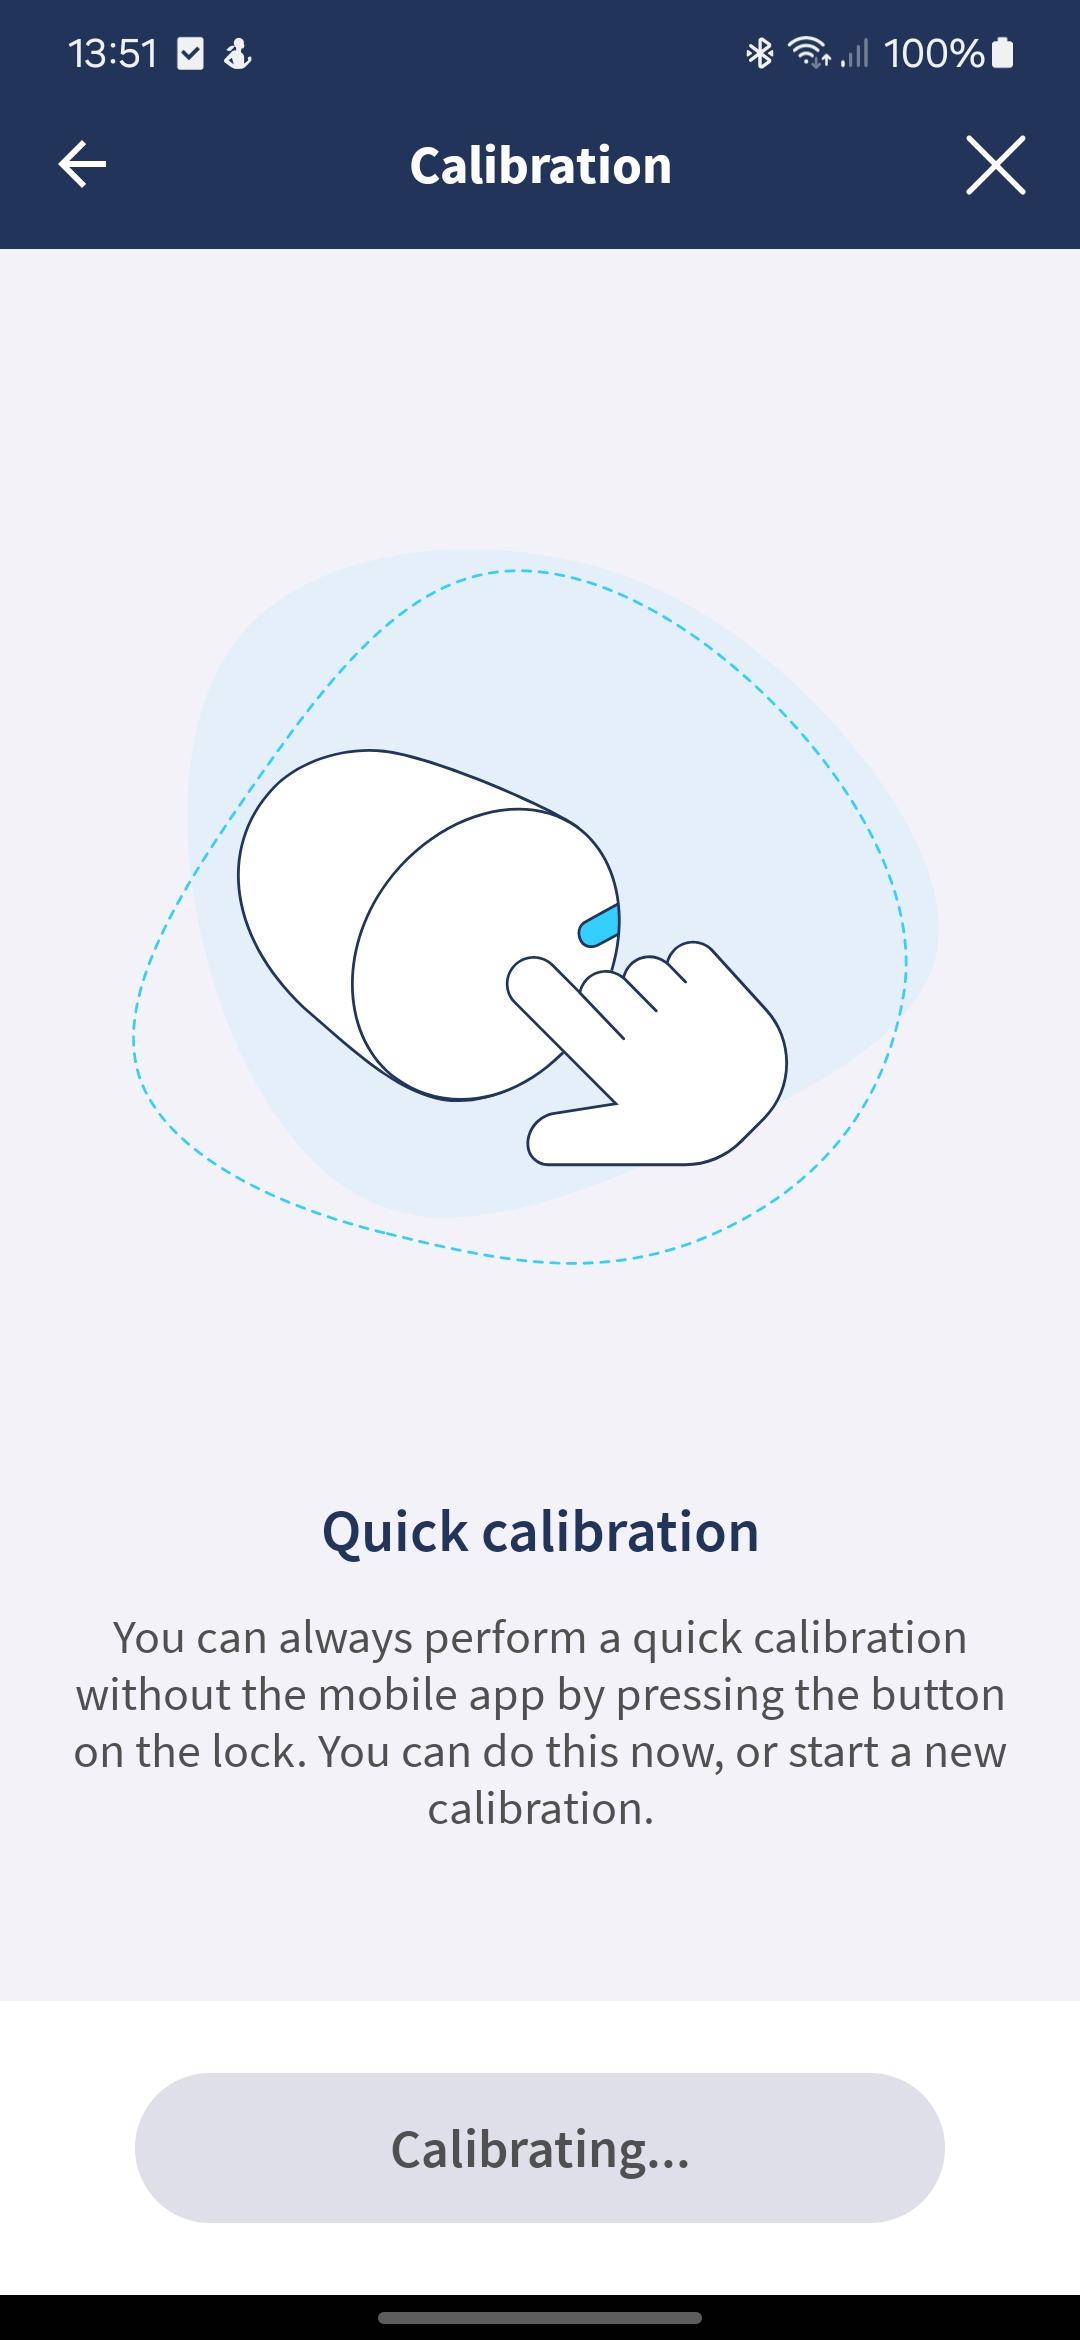 13:51
100%
Calibration
Quick calibration
You can always perform a quick calibration
without the mobile app by pressing the button
on the lock. You can do this now, or start a new
calibration.
Calibrating...